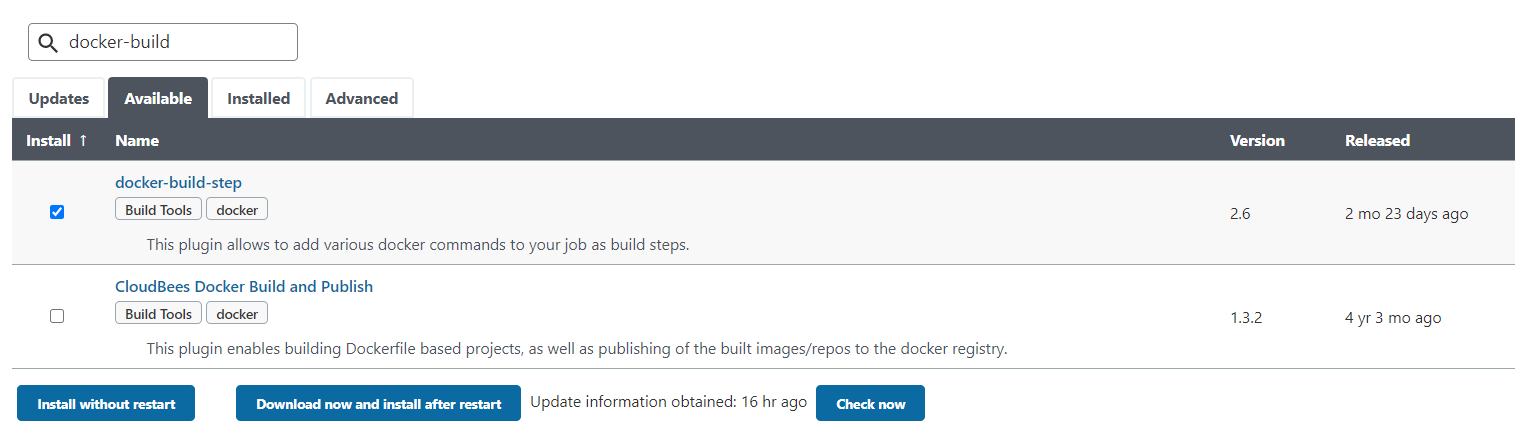 docker-build
Updates Available Installed Advanced
Install ↑ Name Version Released
docker-build-step
Build Tools docker
2.6 2 mo 23 days ago
This plugin allows to add various docker commands to your job as build steps.
CloudBees Docker Build and Publish
Build Tools docker
1.3.2 4 yr 3 mo ago
This plugin enables building Dockerfile based projects, as well as publishing of the built images/repos to the docker registry.
Install without restart Download now and install after restart Update information obtained: 16 hr ago Check now